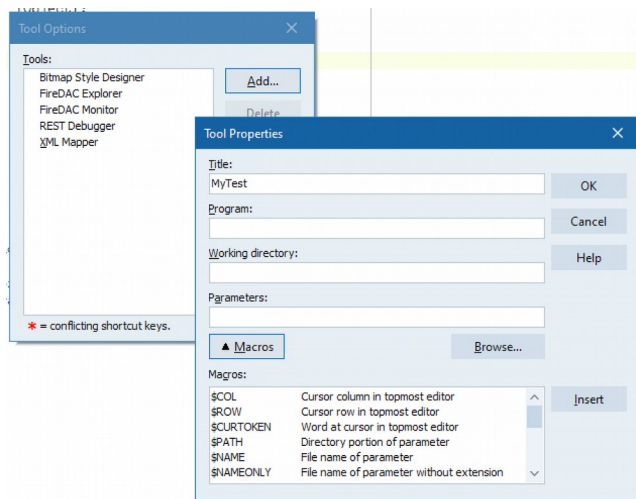 Tool Options
Tools:
Bitmap Style Designer
FireDAC Explorer
FireDAC Monitor
REST Debugger
XML Mapper
Add...
Delete
* = conflicting shortcut keys.
Tool Properties
Title:
MyTest
OK
Program:
Cancel
Working directory:
Help
Parameters:
▲ Macros
Browse...
Macros:
$COL Cursor column in topmost editor
$ROW Cursor row in topmost editor
$CURTOKEN Word at cursor in topmost editor
$PATH Directory portion of parameter
$NAME File name of parameter
$NAMEONLY File name of parameter without extension
Insert